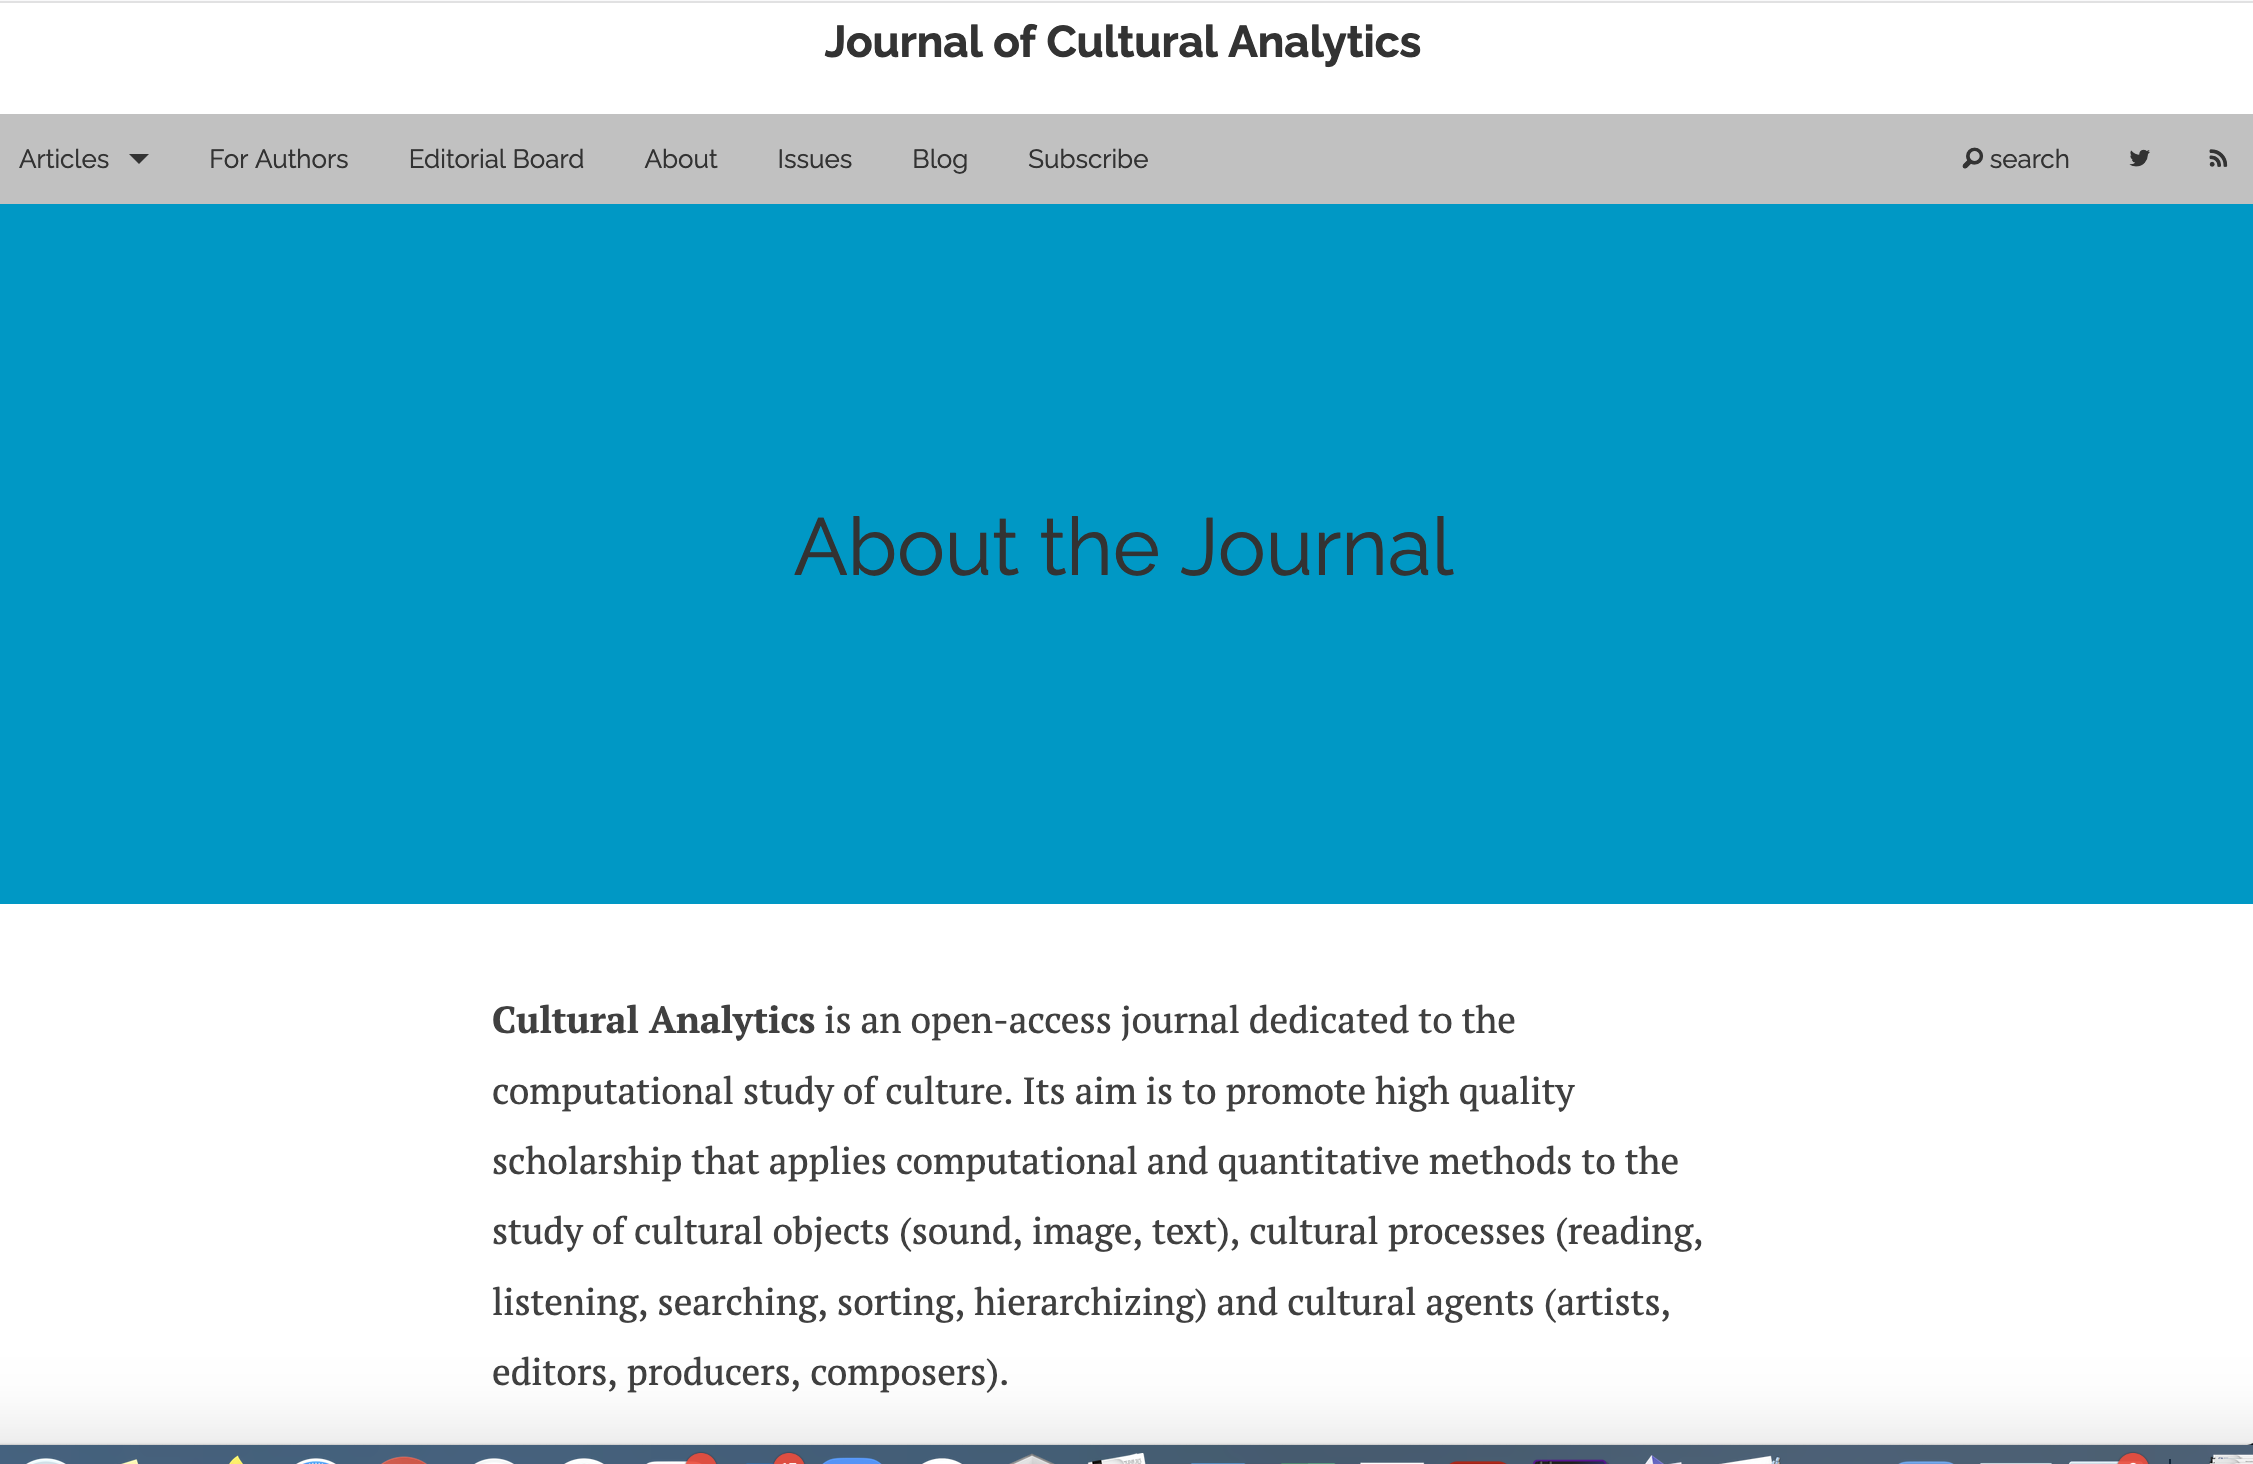 Journal of Cultural Analytics
Articles For Authors Editorial Board About Issues Blog Subscribe search
About the Journal
Cultural Analytics is an open-access journal dedicated to the
computational study of culture. Its aim is to promote high quality
scholarship that applies computational and quantitative methods to the
study of cultural objects (sound, image, text), cultural processes (reading,
listening, searching, sorting, hierarchizing) and cultural agents (artists,
editors, producers, composers).